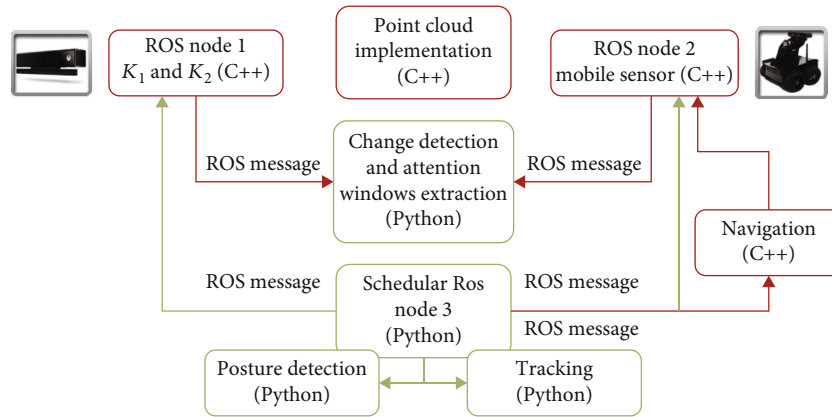 ROS node 1
K₁ and K₂ (C++)
Point cloud
implementation
(C++)
ROS node 2
mobile sensor (C++)
ROS message
Change detection
and attention
windows extraction
(Python)
ROS message
Navigation
(C++)
ROS message
Schedular Ros
node 3
(Python)
ROS message
ROS message
Posture detection
(Python)
Tracking
(Python)